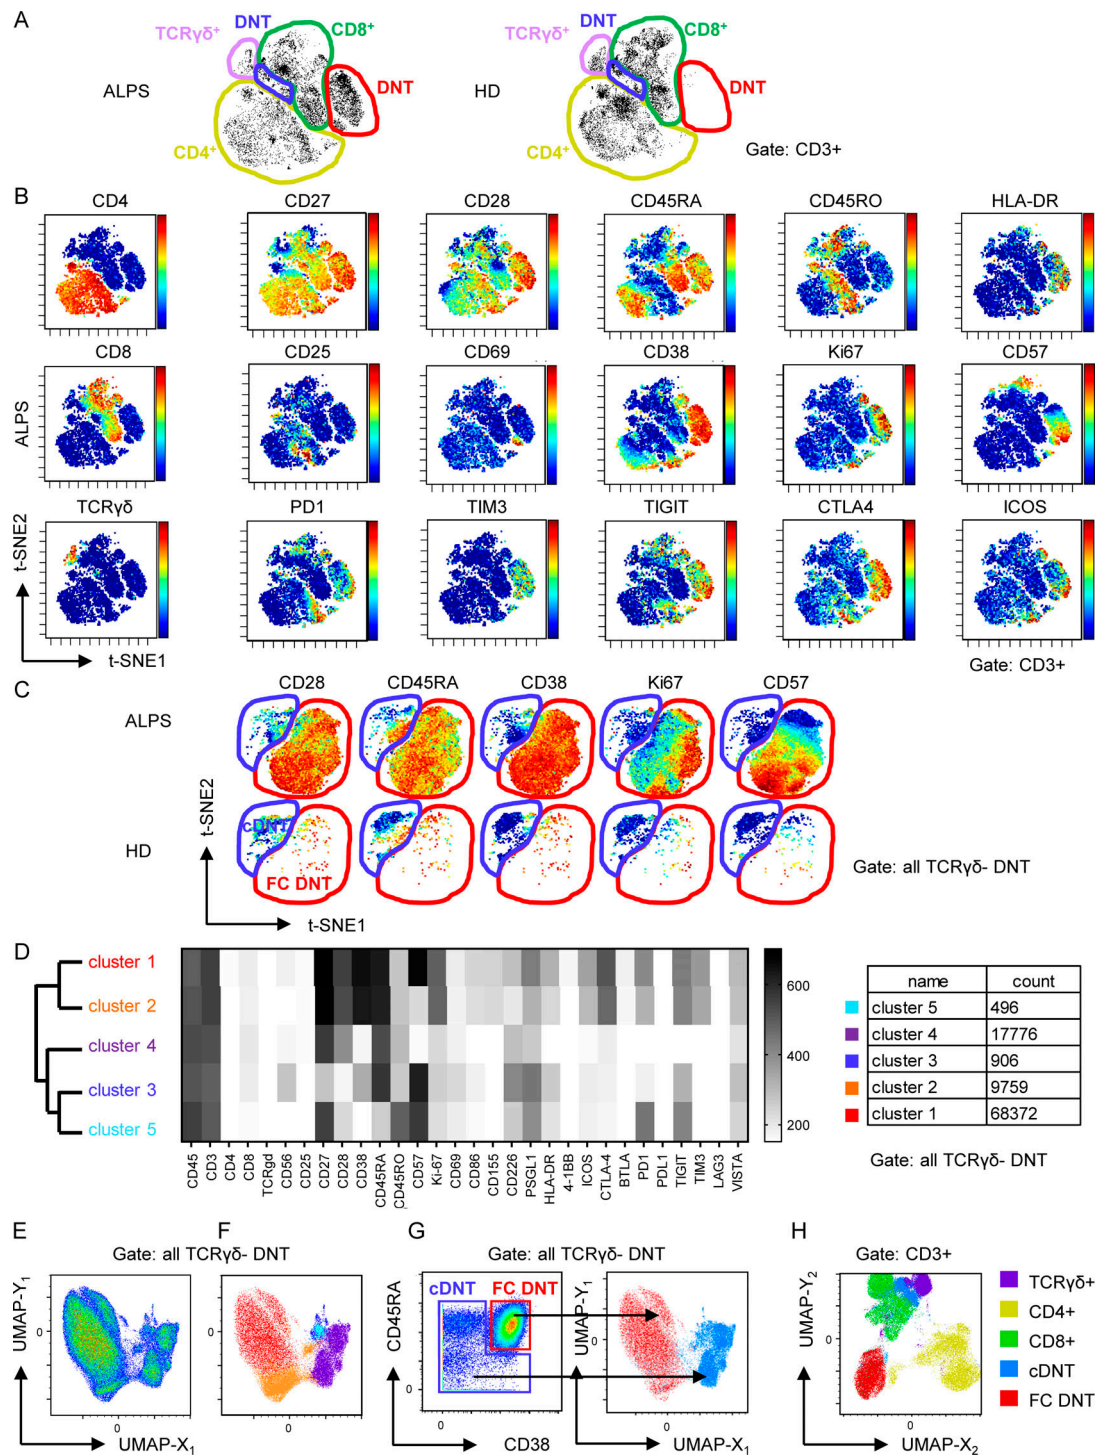 A
TCRγδ+ DNT CD8+
ALPS
DNT
CD4+
TCRγδ+ DNT CD8+
HD
DNT
CD4+
Gate: CD3+
B
CD4 CD27 CD28 CD45RA CD45RO HLA-DR
ALPS
CD8 CD25 CD69 CD38 Ki67 CD57
TCRγδ PD1 TIM3 TIGIT CTLA4 ICOS
t-SNE2
t-SNE1
Gate: CD3+
C
CD28 CD45RA CD38 Ki67 CD57
ALPS
t-SNE2
HD
cDNT
FC DNT
t-SNE1
Gate: all TCRγδ- DNT
D
cluster 1
cluster 2
cluster 4
cluster 3
cluster 5
600
400
200
CD45 CD3 CD4 CD8 TCRgd CD56 CD25 CD27 CD28 CD38 CD45RA CD45RO CD57 Ki-67 CD69 CD86 CD155 CD226 PSGL1 HLA-DR 4-1BB ICOS CTLA-4 BTLA PD1 PDL1 TIGIT TIM3 LAG3 VISTA
name count
cluster 5 496
cluster 4 17776
cluster 3 906
cluster 2 9759
cluster 1 68372
Gate: all TCRγδ- DNT
E F
Gate: all TCRγδ- DNT
UMAP-Y1
0
0
0
0
UMAP-X1
G
Gate: all TCRγδ- DNT
cDNT FC DNT
CD45RA
0
0
CD38
UMAP-Y1
0
0
UMAP-X1
H
Gate: CD3+
UMAP-Y2
0
0
UMAP-X2
TCRγδ+
CD4+
CD8+
cDNT
FC DNT